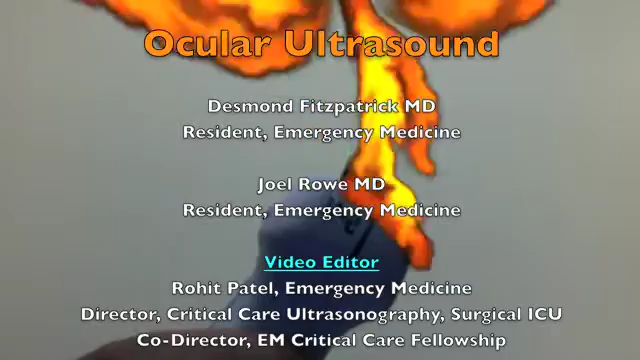 Ocular Ultrasound
Desmond Fitzpatrick MD
Resident, Emergency Medicine
Joel Rowe MD
Resident, Emergency Medicine
Video Editor
Rohit Patel, Emergency Medicine
Director, Critical Care Ultrasonography, Surgical ICU
Co-Director, EM Critical Care Fellowship